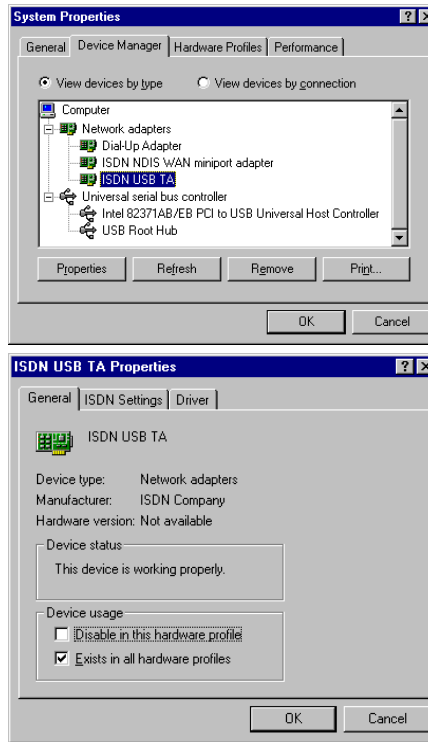 System Properties
General Device Manager Hardware Profiles Performance
View devices by type View devices by connection
Computer
Network adapters
Dial-Up Adapter
ISDN NDIS WAN miniport adapter
ISDN USB TA
Universal serial bus controller
Intel 82371AB/EB PCI to USB Universal Host Controller
USB Root Hub
Properties Refresh Remove Print...
OK Cancel
ISDN USB TA Properties
General ISDN Settings Driver
ISDN USB TA
Device type: Network adapters
Manufacturer: ISDN Company
Hardware version: Not available
Device status
This device is working properly.
Device usage
Disable in this hardware profile
Exists in all hardware profiles
OK Cancel